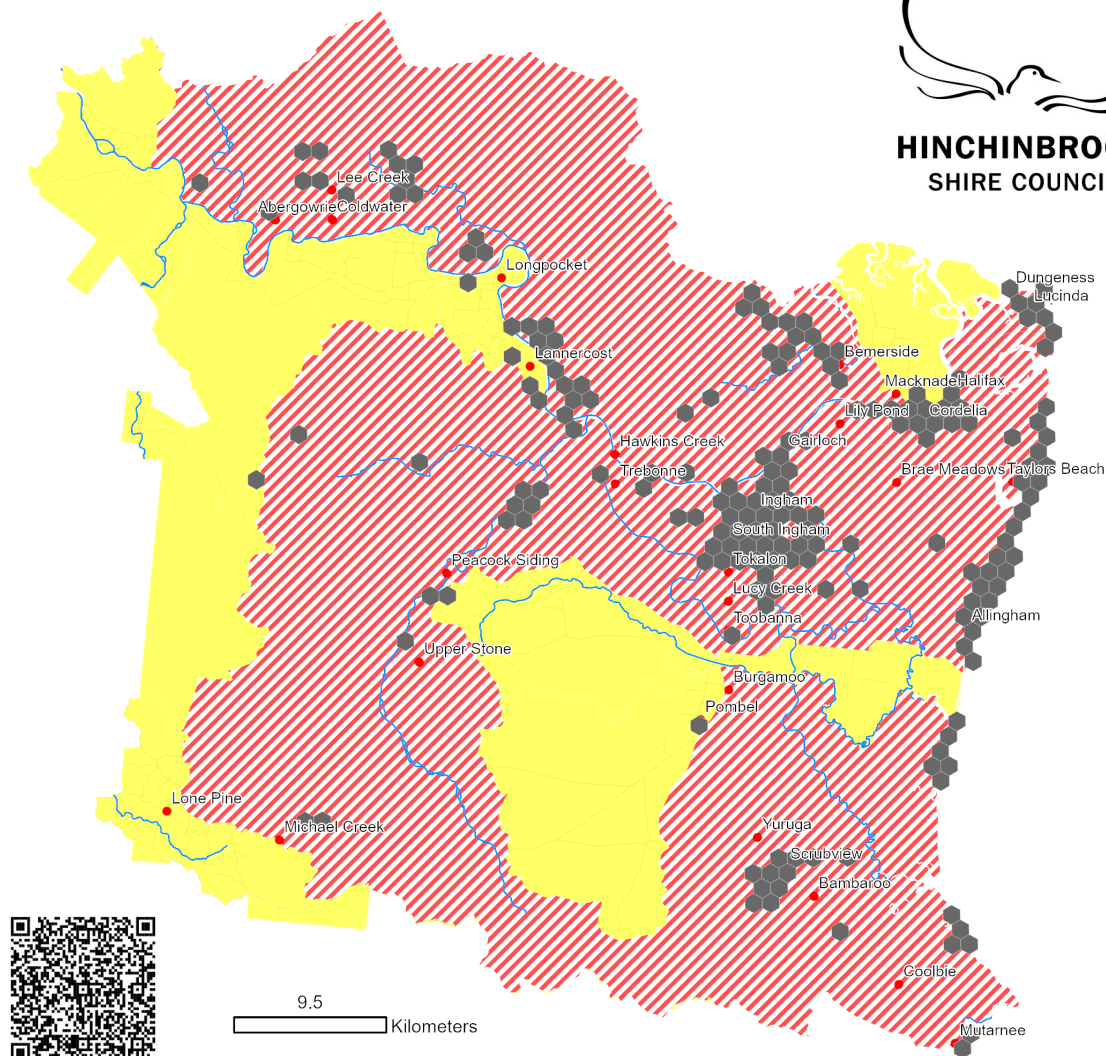 HINCHINBROO
SHIRE COUNCI
Lee Creek
Abergowrie
Coldwater
Longpocket
Dungeness
Lucinda
Lannercost
Bemerside
Macknade
Halifax
Lily Pond
Cordelia
Gairloch
Hawkins Creek
Trebonne
Brae Meadows
Taylors Beach
Ingham
South Ingham
Peacock Siding
Tokalon
Lucy Creek
Toobanna
Allingham
Upper Stone
Burgamoo
Pombel
Lone Pine
Michael Creek
Yuruga
Scrubview
Bambaroo
Coolbie
9.5
Kilometers
Mutarnee